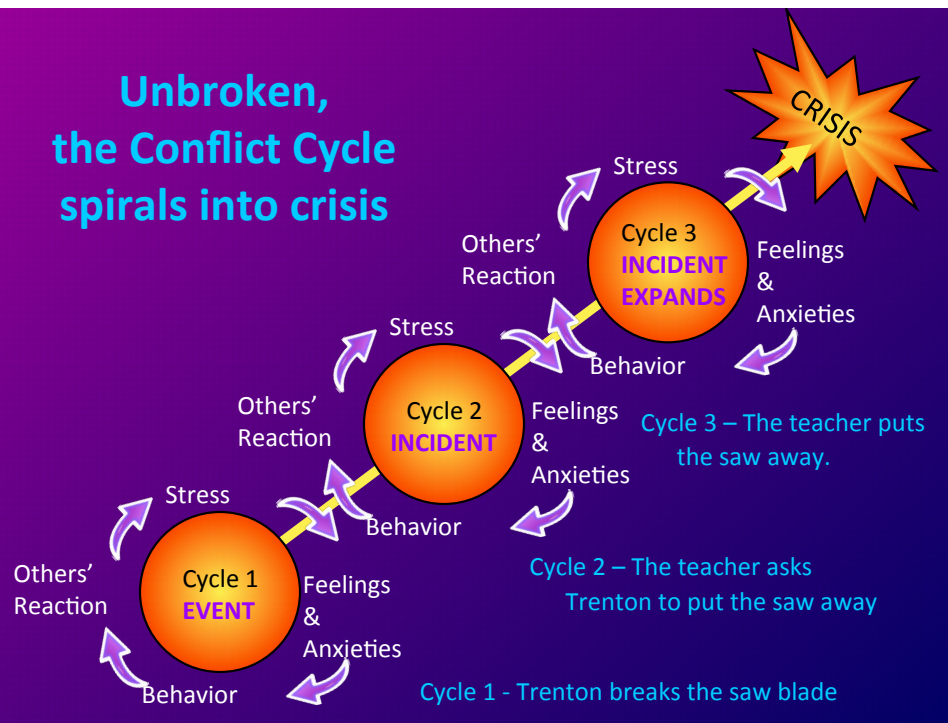 Unbroken,
the Conflict Cycle
spirals into crisis
CRISIS
Stress
Others’
Reaction
Cycle 3
INCIDENT
EXPANDS
Feelings
&
Anxieties
Behavior
Stress
Others’
Reaction
Cycle 2
INCIDENT
Feelings
&
Anxieties
Behavior
Cycle 3 – The teacher puts
the saw away.
Stress
Others’
Reaction
Cycle 1
EVENT
Feelings
&
Anxieties
Behavior
Cycle 2 – The teacher asks
Trenton to put the saw away
Cycle 1 - Trenton breaks the saw blade